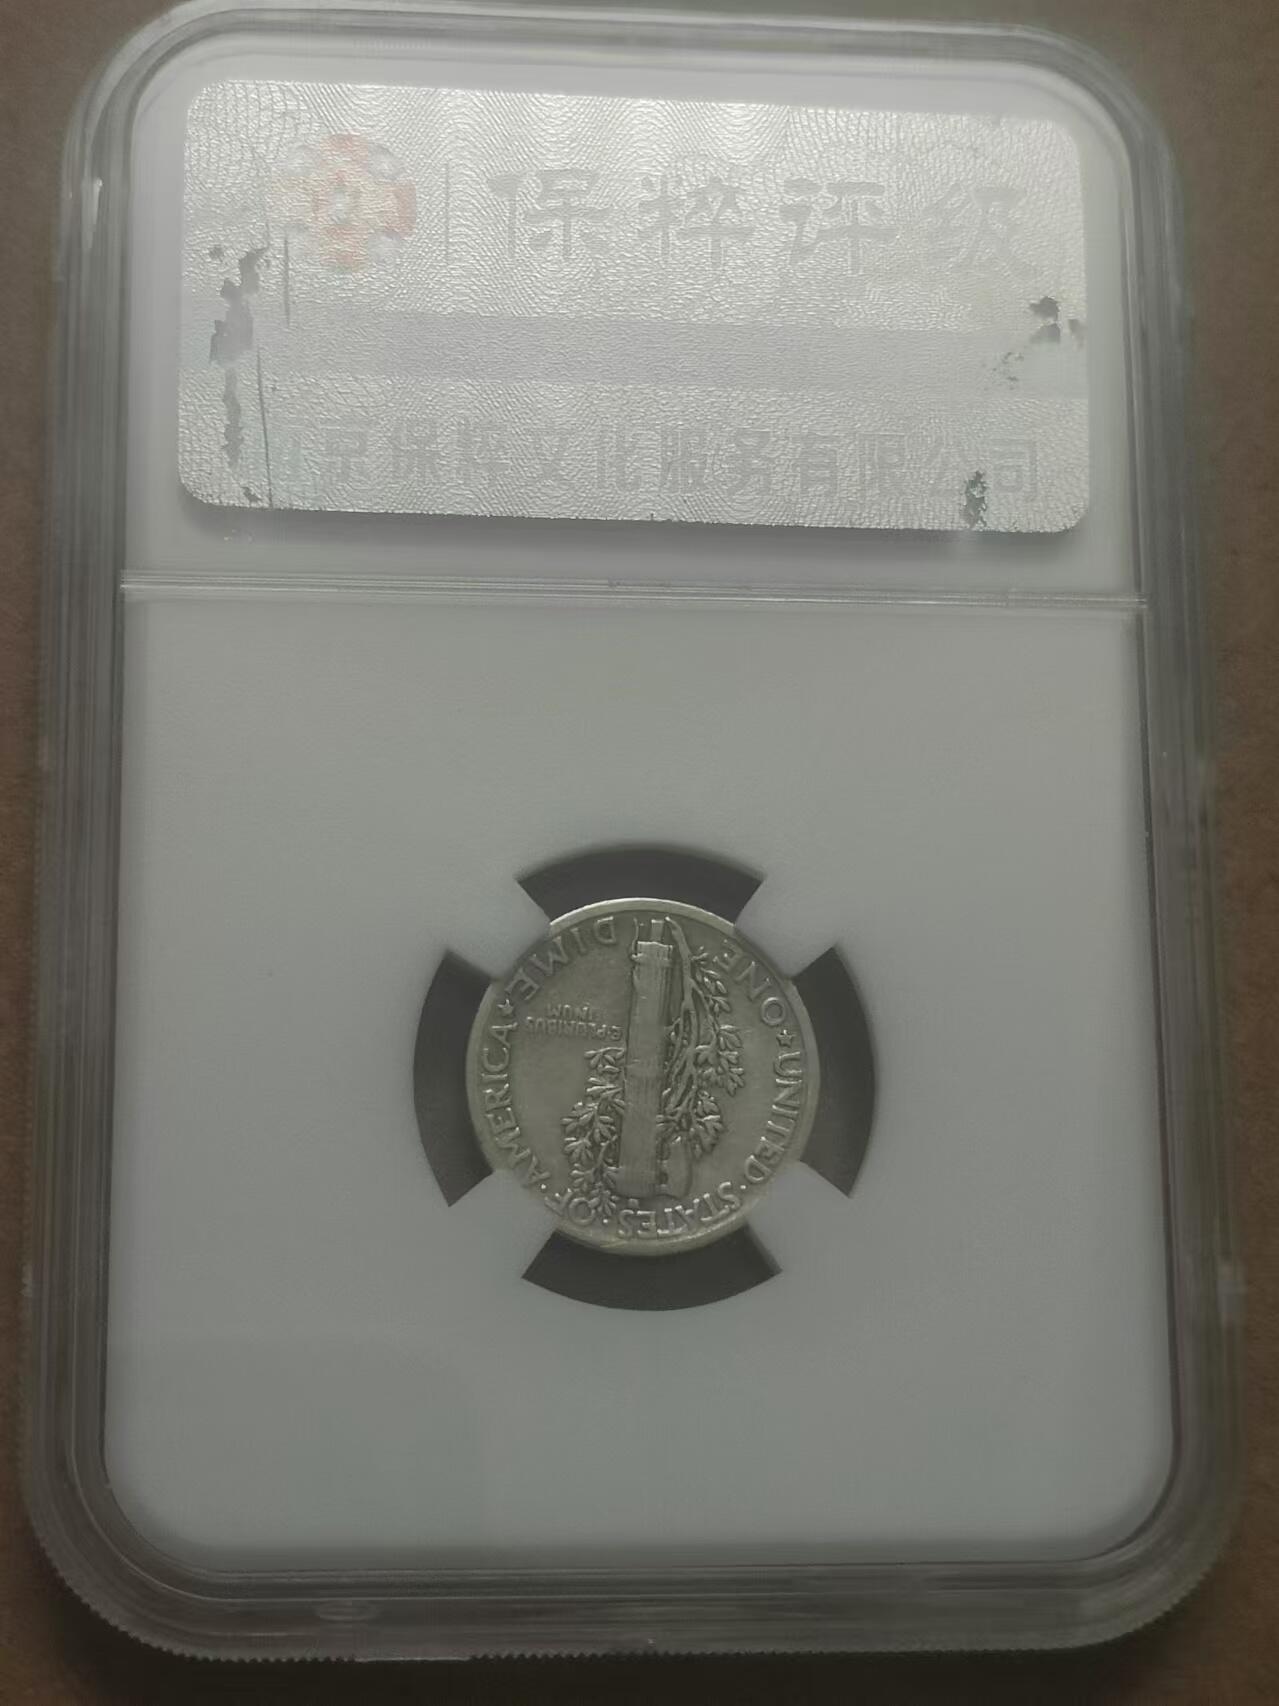 保粹评级
南京保粹文化服务有限公司
UNITED·STATES·OF·AMERICA
ONE DIME
E·PLURIBUS
UNUM